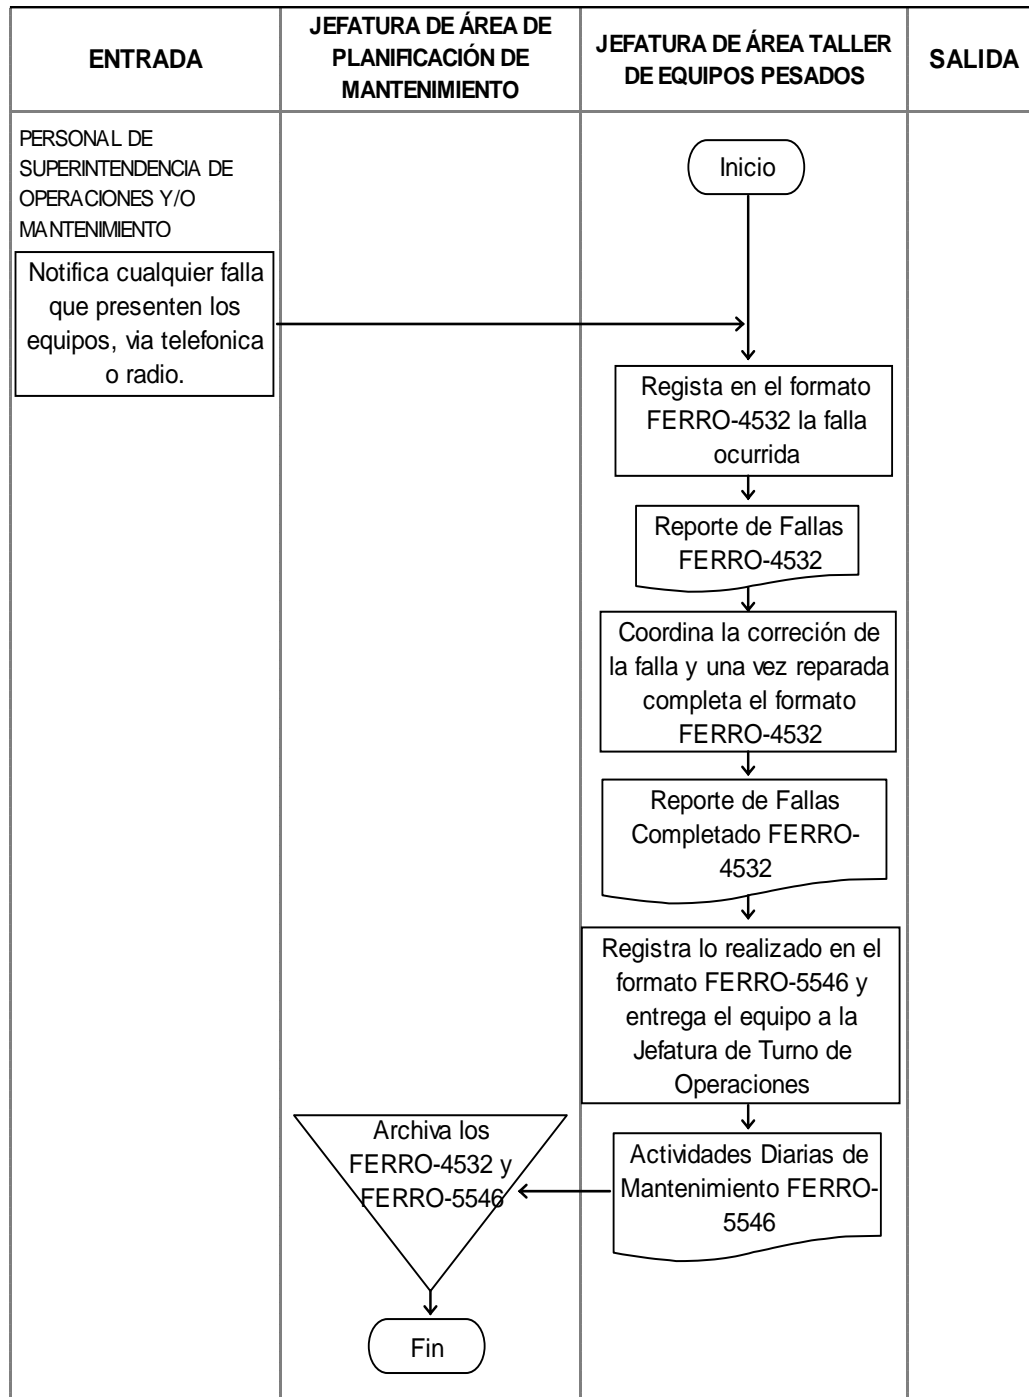 ENTRADA
JEFATURA DE ÁREA DE
PLANIFICACIÓN DE
MANTENIMIENTO
JEFATURA DE ÁREA TALLER
DE EQUIPOS PESADOS
SALIDA
PERSONAL DE
SUPERINTENDENCIA DE
OPERACIONES Y/O
MANTENIMIENTO
Notifica cualquier falla
que presenten los
equipos, via telefonica
o radio.
Inicio
Regista en el formato
FERRO-4532 la falla
ocurrida
Reporte de Fallas
FERRO-4532
Coordina la correción de
la falla y una vez reparada
completa el formato
FERRO-4532
Reporte de Fallas
Completado FERRO-
4532
Registra lo realizado en el
formato FERRO-5546 y
entrega el equipo a la
Jefatura de Turno de
Operaciones
Actividades Diarias de
Mantenimiento FERRO-
5546
Archiva los
FERRO-4532 y
FERRO-5546
Fin